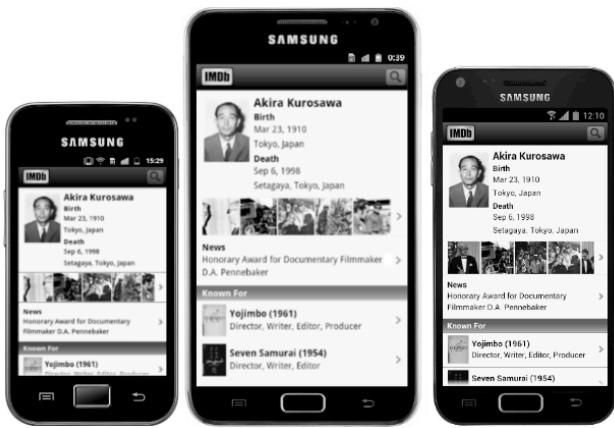 SAMSUNG
15:29
IMDb
Akira Kurosawa
Birth
Mar 23, 1910
Tokyo, Japan
Death
Sep 6, 1998
Setagaya, Tokyo, Japan
News
Honorary Award for Documentary
Filmmaker D.A. Pennebaker
Known For
Yojimbo (1961)
Director, Writer, Editor, Producer
SAMSUNG
0:39
IMDb
Akira Kurosawa
Birth
Mar 23, 1910
Tokyo, Japan
Death
Sep 6, 1998
Setagaya, Tokyo, Japan
News
Honorary Award for Documentary Filmmaker
D.A. Pennebaker
Known For
Yojimbo (1961)
Director, Writer, Editor, Producer
Seven Samurai (1954)
Director, Writer, Editor
SAMSUNG
12:10
IMDb
Akira Kurosawa
Birth
Mar 23, 1910
Tokyo, Japan
Death
Sep 6, 1998
Setagaya, Tokyo, Japan
News
Honorary Award for Documentary
Filmmaker D.A. Pennebaker
Known For
Yojimbo (1961)
Director, Writer, Editor, Producer
Seven Samurai (1954)